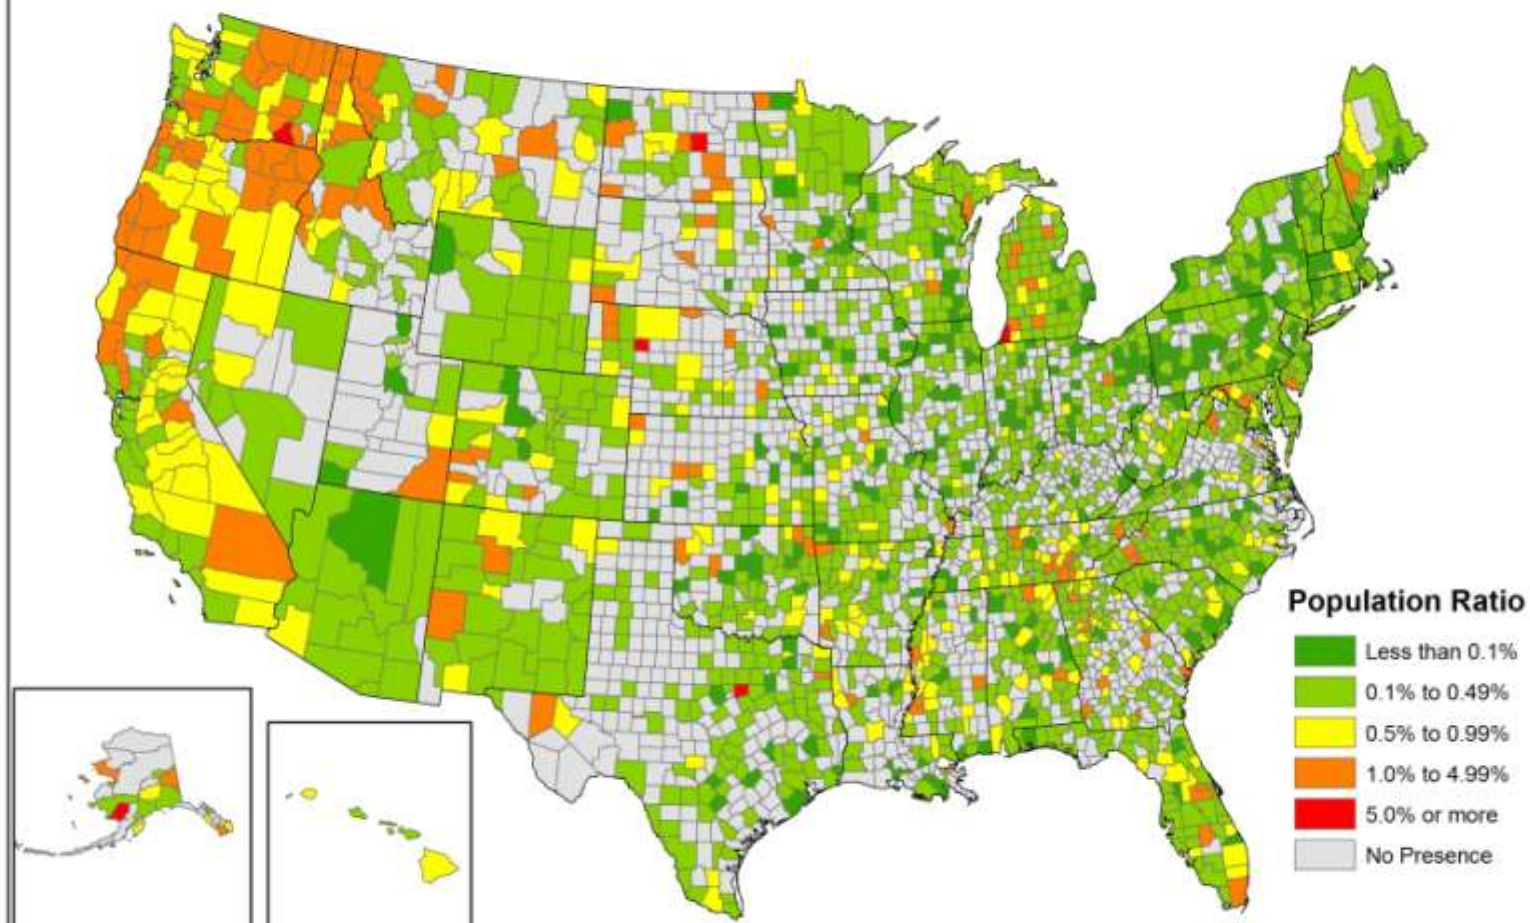 Population Ratio
Less than 0.1%
0.1% to 0.49%
0.5% to 0.99%
1.0% to 4.99%
5.0% or more
No Presence